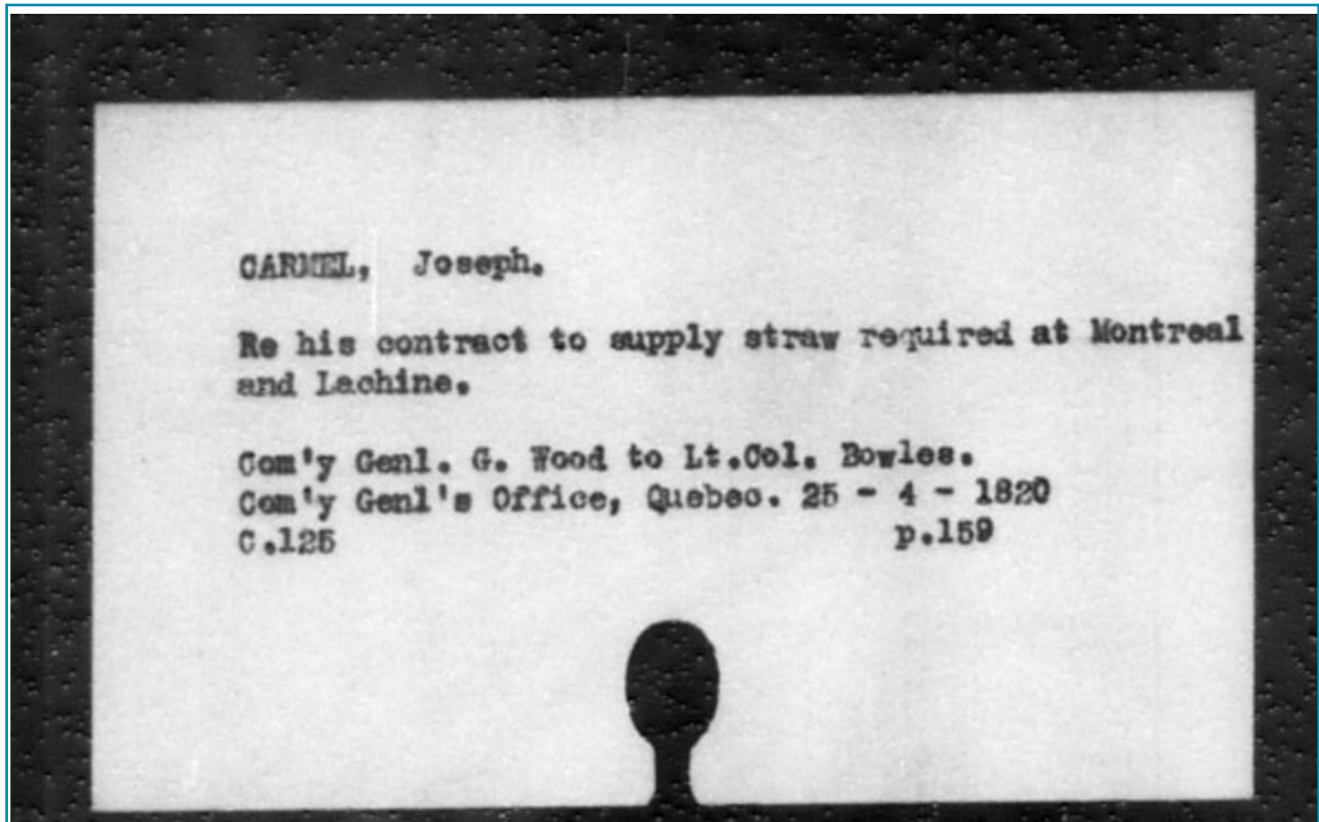 CARMEL, Joseph.
Re his contract to supply straw required at Montreal
and Lachine.
Com'y Genl. G. Wood to Lt.Col. Bowles.
Com'y Genl's Office, Quebec. 25 - 4 - 1820
C.125 p.159